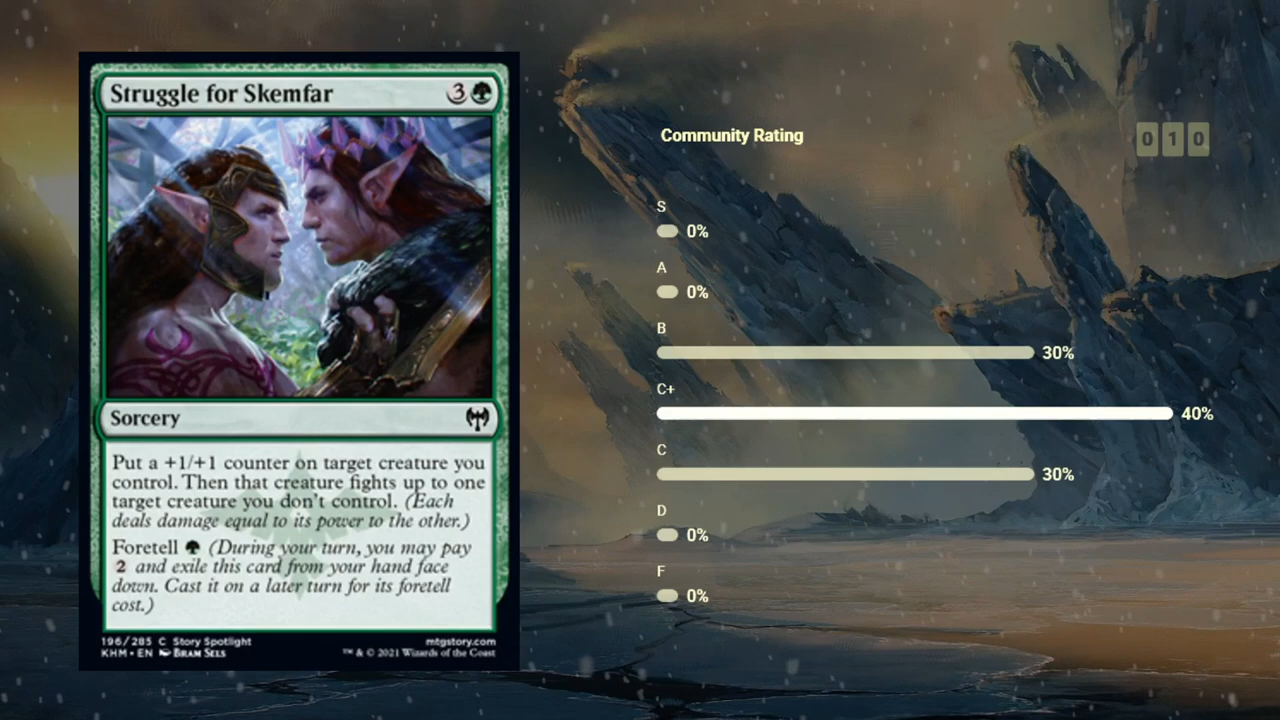 Struggle for Skemfar 3
Sorcery
Put a +1/+1 counter on target creature you
control. Then that creature fights up to one
target creature you don't control. (Each
deals damage equal to its power to the other.)
Foretell (During your turn, you may pay
2 and exile this card from your hand face
down. Cast it on a later turn for its foretell
cost.)
196/285 C Story Spotlight
mtgstory.com
KHM • EN Bram Sels
™ & © 2021 Wizards of the Coast
Community Rating
0 1 0
S
0%
A
0%
B
30%
C+
40%
C
30%
D
0%
F
0%